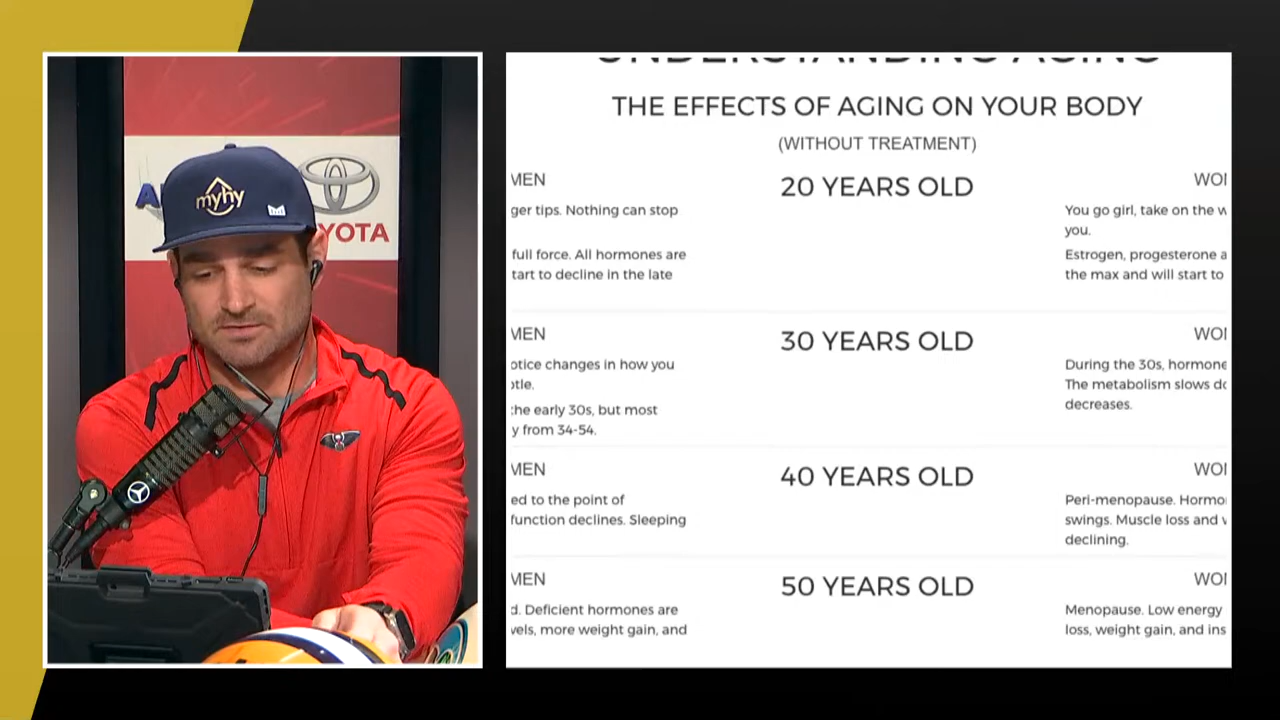 myhy
TOYOTA
UNDERSTANDING AGING
THE EFFECTS OF AGING ON YOUR BODY
(WITHOUT TREATMENT)
MEN
20 YEARS OLD
ger tips. Nothing can stop
You go girl, take on the w
you.
full force. All hormones are
tart to decline in the late
Estrogen, progesterone a
the max and will start to
MEN
30 YEARS OLD
otice changes in how you
During the 30s, hormone
The metabolism slows do
decreases.
the early 30s, but most
y from 34-54.
MEN
40 YEARS OLD
ed to the point of
function declines. Sleeping
Peri-menopause. Hormo
swings. Muscle loss and
declining.
MEN
50 YEARS OLD
d. Deficient hormones are
vels, more weight gain, and
Menopause. Low energy
loss, weight gain, and ins